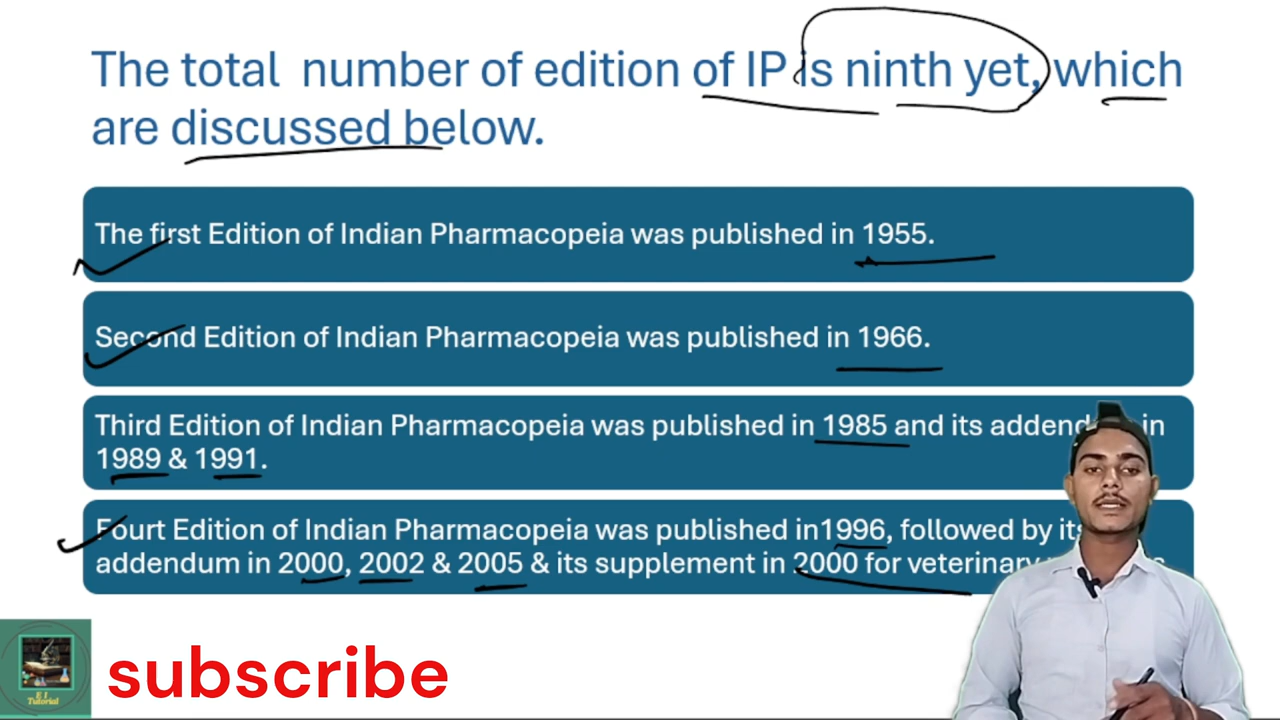 The total number of edition of IP is ninth yet, which
are discussed below.
The first Edition of Indian Pharmacopeia was published in 1955.
Second Edition of Indian Pharmacopeia was published in 1966.
Third Edition of Indian Pharmacopeia was published in 1985 and its in
1989 & 1991.
Fourt Edition of Indian Pharmacopeia was published in1996, followed by its
addendum in 2000, 2002 & 2005 & its supplement in 2000 for veterinary
E I
Tutorial
subscribe